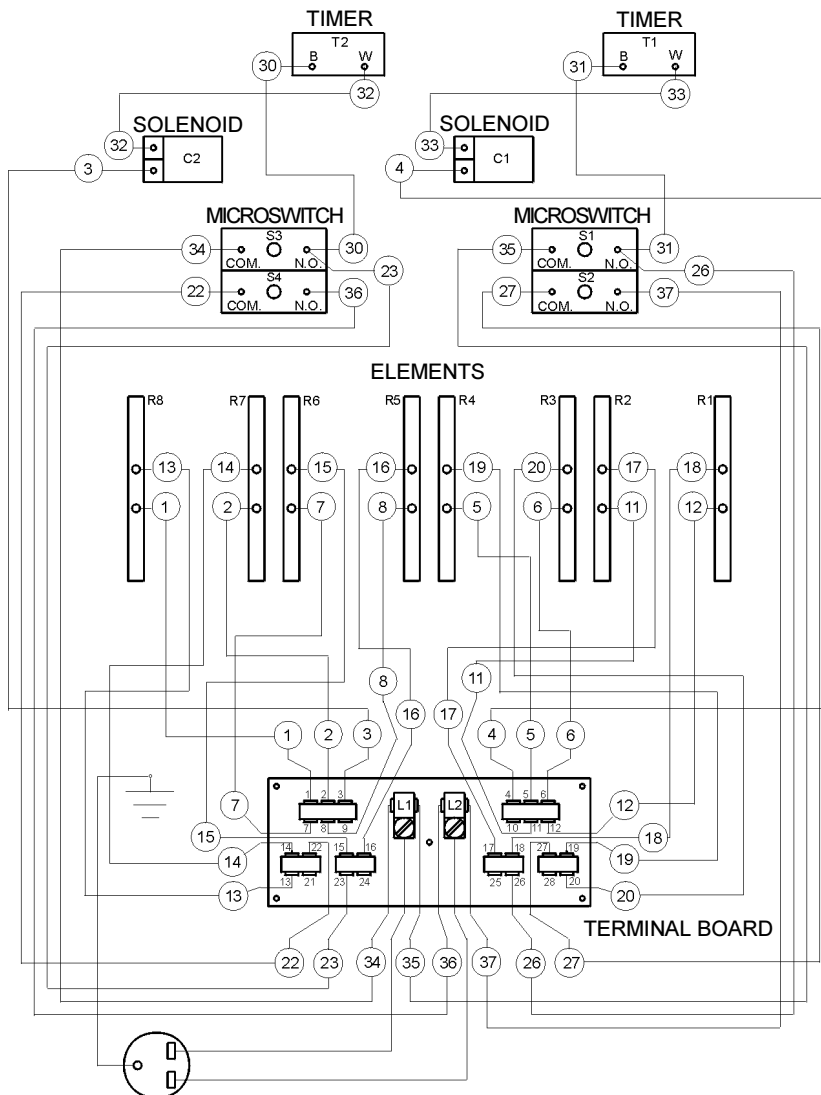 TIMER TIMER
T2 T1
30 B W 31 B W
32 33
SOLENOID SOLENOID
32 C2 33 C1
3 4
MICROSWITCH MICROSWITCH
34 S3 30 35 S1 31
COM. N.O. 23 COM. N.O. 26
22 S4 36 27 S2 37
COM. N.O. COM. N.O.
ELEMENTS
R8 R7 R6 R5 R4 R3 R2 R1
13 14 15 16 19 20 17 18
1 2 7 8 5 6 11 12
8 11
16 17
1 2 3 4 5 6
1 2 3 L1 L2 4 5 6
7 12
7 8 9 10 11 12
15 18
14 22 15 16 17 18 27 19
14 19
13 21 23 24 25 26 28 20
13 20
TERMINAL BOARD
22 23 34 35 36 37 26 27